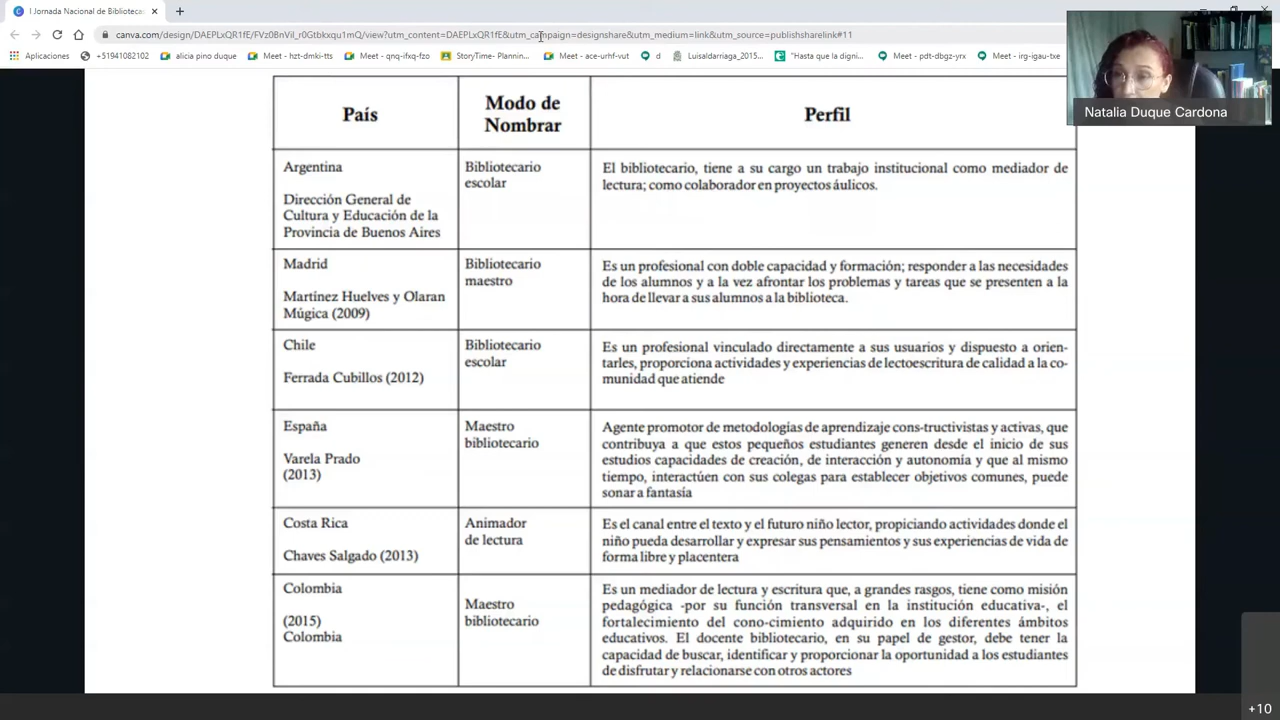 I Jornada Nacional de Bibliotecas
canva.com/design/DAEPLxQR1fE/FVz0BnViI_r0Gtbkxqu1mQ/view?utm_content=DAEPLxQR1fE&utm_campaign=designshare&utm_medium=link&utm_source=publishsharelink#11
Aplicaciones +51941082102 alicia pino duque Meet - hzt-dmki-tte Meet - qnq-ifxq-fzo StoryTime- Plannin... Meet - ace-urhf-vut d Luisaldarriaga_2015... "Hasta que la digni... Meet - pdt-dbgz-yrx Meet - irg-igau-txe
Natalia Duque Cardona
País
Modo de
Nombrar
Perfil
Argentina
Dirección General de
Cultura y Educación de la
Provincia de Buenos Aires
Bibliotecario
escolar
El bibliotecario, tiene a su cargo un trabajo institucional como mediador de
lectura; como colaborador en proyectos áulicos.
Madrid
Martínez Huelves y Olaran
Múgica (2009)
Bibliotecario
maestro
Es un profesional con doble capacidad y formación; responder a las necesidades
de los alumnos y a la vez afrontar los problemas y tareas que se presenten a la
hora de llevar a sus alumnos a la biblioteca.
Chile
Ferrada Cubillos (2012)
Bibliotecario
escolar
Es un profesional vinculado directamente a sus usuarios y dispuesto a orien-
tarles, proporciona actividades y experiencias de lectoescritura de calidad a la co-
munidad que atiende
España
Varela Prado
(2013)
Maestro
bibliotecario
Agente promotor de metodologías de aprendizaje cons-tructivistas y activas, que
contribuya a que estos pequeños estudiantes generen desde el inicio de sus
estudios capacidades de creación, de interacción y autonomía y que al mismo
tiempo, interactúen con sus colegas para establecer objetivos comunes, puede
sonar a fantasía
Costa Rica
Chaves Salgado (2013)
Animador
de lectura
Es el canal entre el texto y el futuro niño lector, propiciando actividades donde el
niño pueda desarrollar y expresar sus pensamientos y sus experiencias de vida de
forma libre y placentera
Colombia
(2015)
Colombia
Maestro
bibliotecario
Es un mediador de lectura y escritura que, a grandes rasgos, tiene como misión
pedagógica -por su función transversal en la institución educativa-, el
fortalecimiento del cono-cimiento adquirido en los diferentes ámbitos
educativos. El docente bibliotecario, en su papel de gestor, debe tener la
capacidad de buscar, identificar y proporcionar la oportunidad a los estudiantes
de disfrutar y relacionarse con otros actores
+10